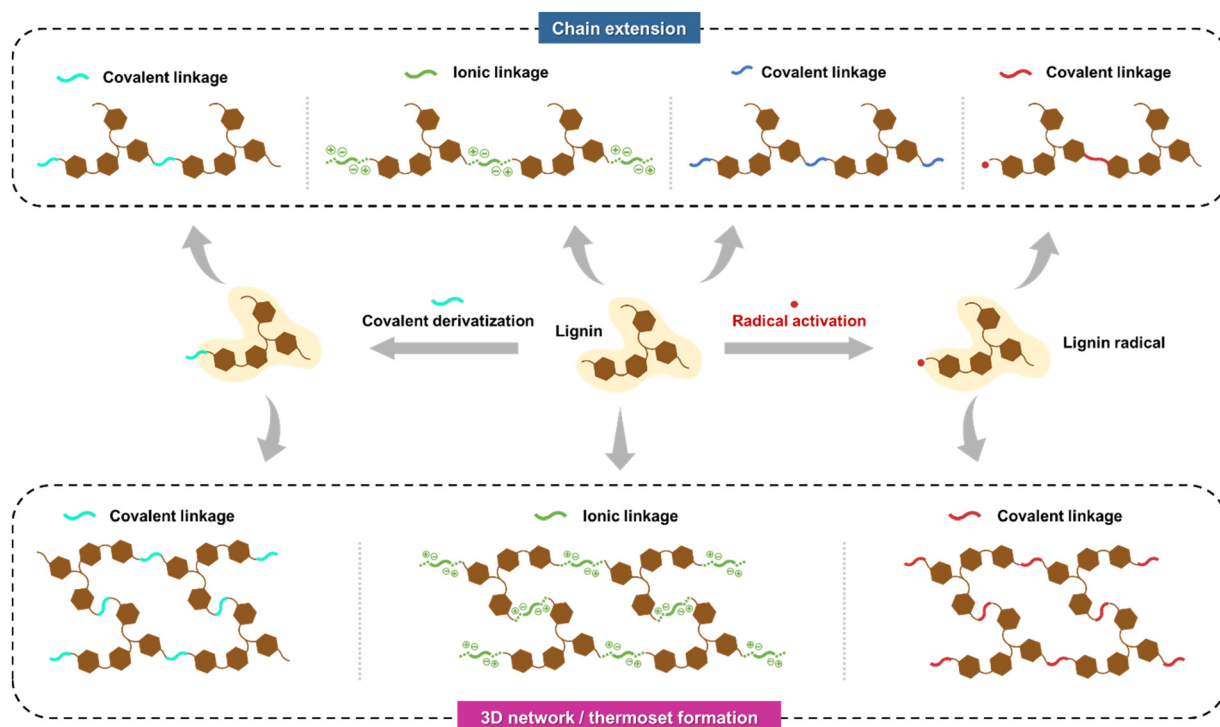 Chain extension
Covalent linkage
Ionic linkage
Covalent linkage
Covalent linkage
Covalent derivatization
Lignin
Radical activation
Lignin radical
Covalent linkage
Ionic linkage
Covalent linkage
3D network / thermoset formation